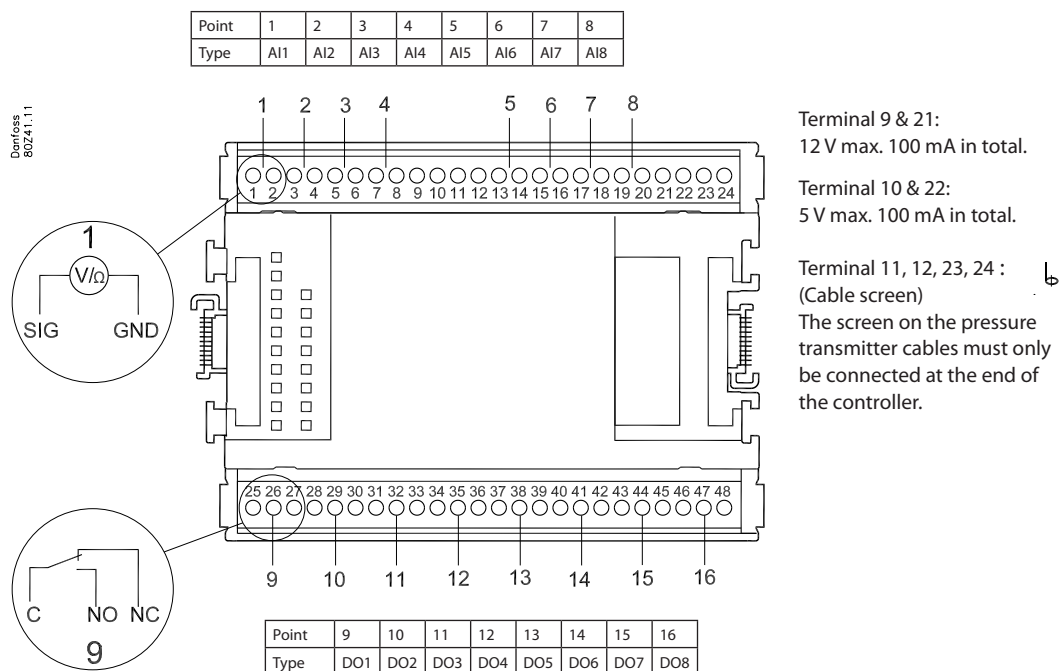 Point 1 2 3 4 5 6 7 8
Type AI1 AI2 AI3 AI4 AI5 AI6 AI7 AI8
Danfoss
80Z41.11
1 2 3 4 5 6 7 8
1 2 3 4 5 6 7 8 9 10 11 12 13 14 15 16 17 18 19 20 21 22 23 24
Terminal 9 & 21:
12 V max. 100 mA in total.
Terminal 10 & 22:
5 V max. 100 mA in total.
Terminal 11, 12, 23, 24 :
(Cable screen)
The screen on the pressure
transmitter cables must only
be connected at the end of
the controller.
1
V/Ω
SIG GND
25 26 27 28 29 30 31 32 33 34 35 36 37 38 39 40 41 42 43 44 45 46 47 48
9 10 11 12 13 14 15 16
C NO NC
9
Point 9 10 11 12 13 14 15 16
Type DO1 DO2 DO3 DO4 DO5 DO6 DO7 DO8